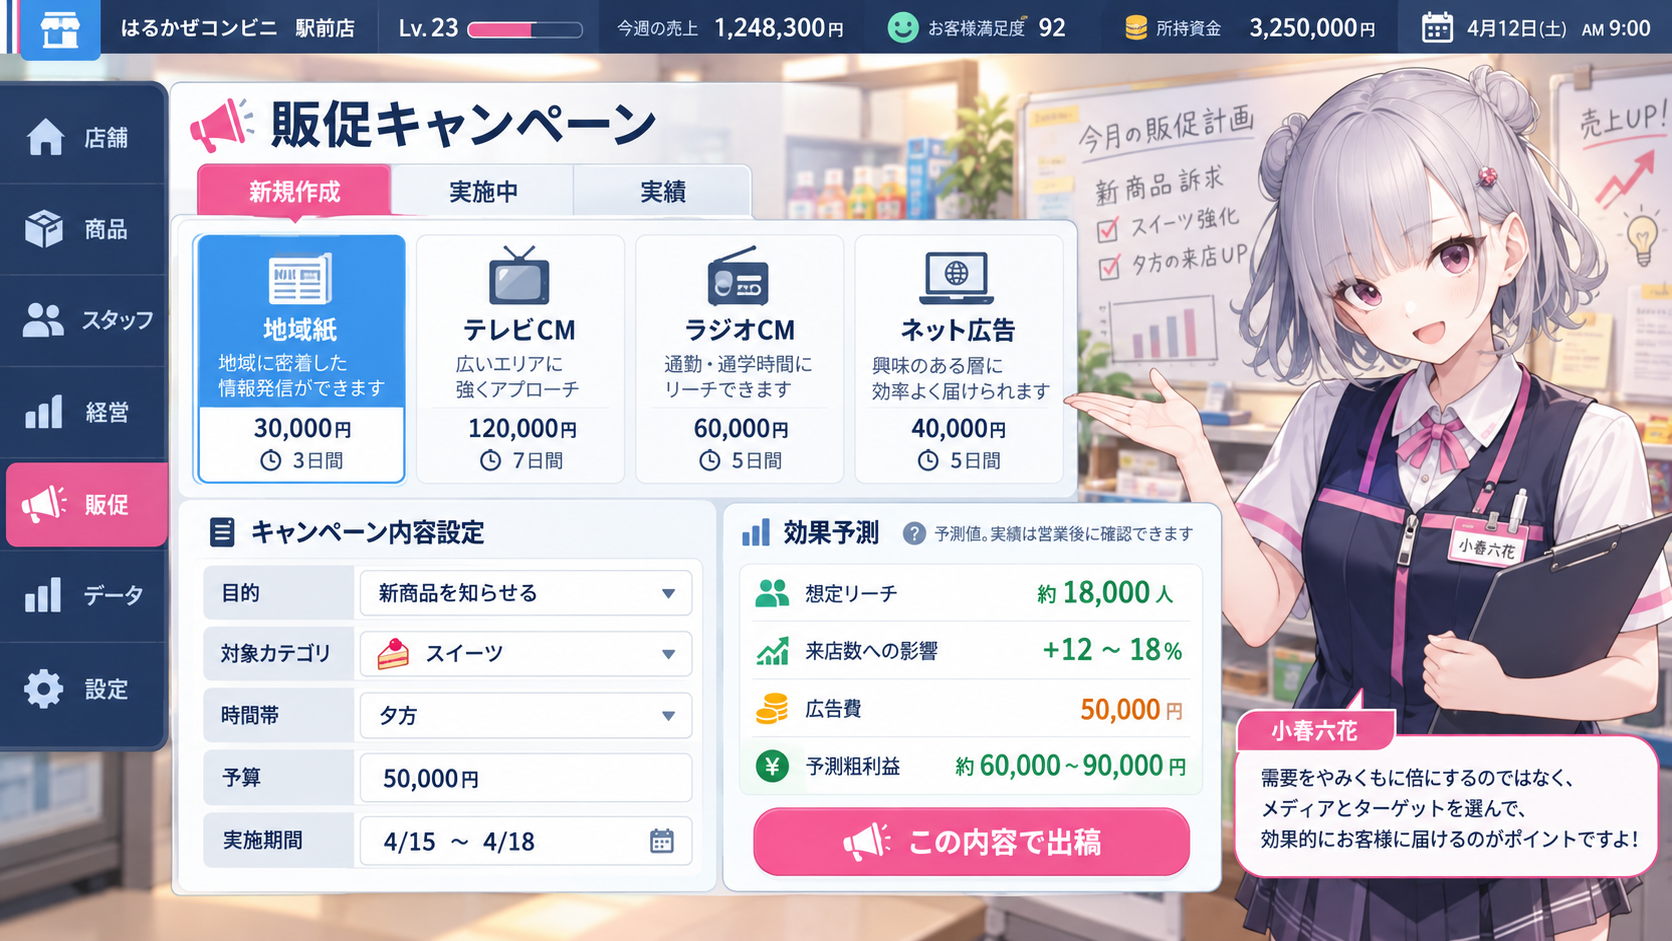 はるかぜコンビニ 駅前店
Lv.23
今週の売上 1,248,300円
お客様満足度 92
所持資金 3,250,000円
4月12日(土) AM 9:00
店舗
商品
スタッフ
経営
販促
データ
設定
販促キャンペーン
新規作成
実施中
実績
地域紙
地域に密着した
情報発信ができます
30,000円
3日間
テレビCM
広いエリアに
強くアプローチ
120,000円
7日間
ラジオCM
通勤・通学時間に
リーチできます
60,000円
5日間
ネット広告
興味のある層に
効率よく届けられます
40,000円
5日間
キャンペーン内容設定
目的 新商品を知らせる
対象カテゴリ スイーツ
時間帯 夕方
予算 50,000円
実施期間 4/15 ～ 4/18
効果予測 ? 予測値。実績は営業後に確認できます
想定リーチ 約 18,000 人
来店数への影響 +12 ～ 18%
広告費 50,000 円
予測粗利益 約 60,000～90,000 円
この内容で出稿
今月の販促計画
新商品訴求
スイーツ強化
夕方の来店UP
売上UP!
小春六花
小春六花
需要をやみくもに倍にするのではなく、
メディアとターゲットを選んで、
効果的にお客様に届けるのがポイントですよ!